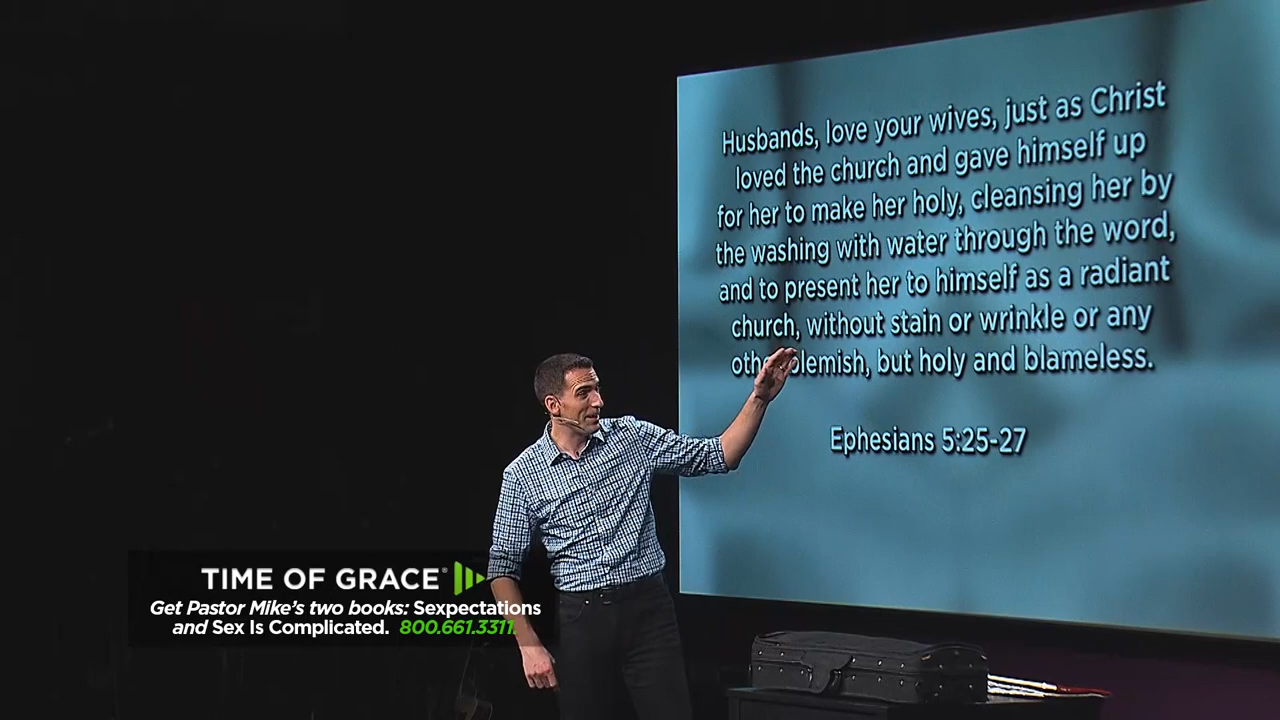 Husbands, love your wives, just as Christ
loved the church and gave himself up
for her to make her holy, cleansing her by
the washing with water through the word,
and to present her to himself as a radiant
church, without stain or wrinkle or any
blemish, but holy and blameless.
Ephesians 5:25-27
TIME OF GRACE®
Get Pastor Mike's two books: Sexpectations
and Sex Is Complicated. 800.661.3311.